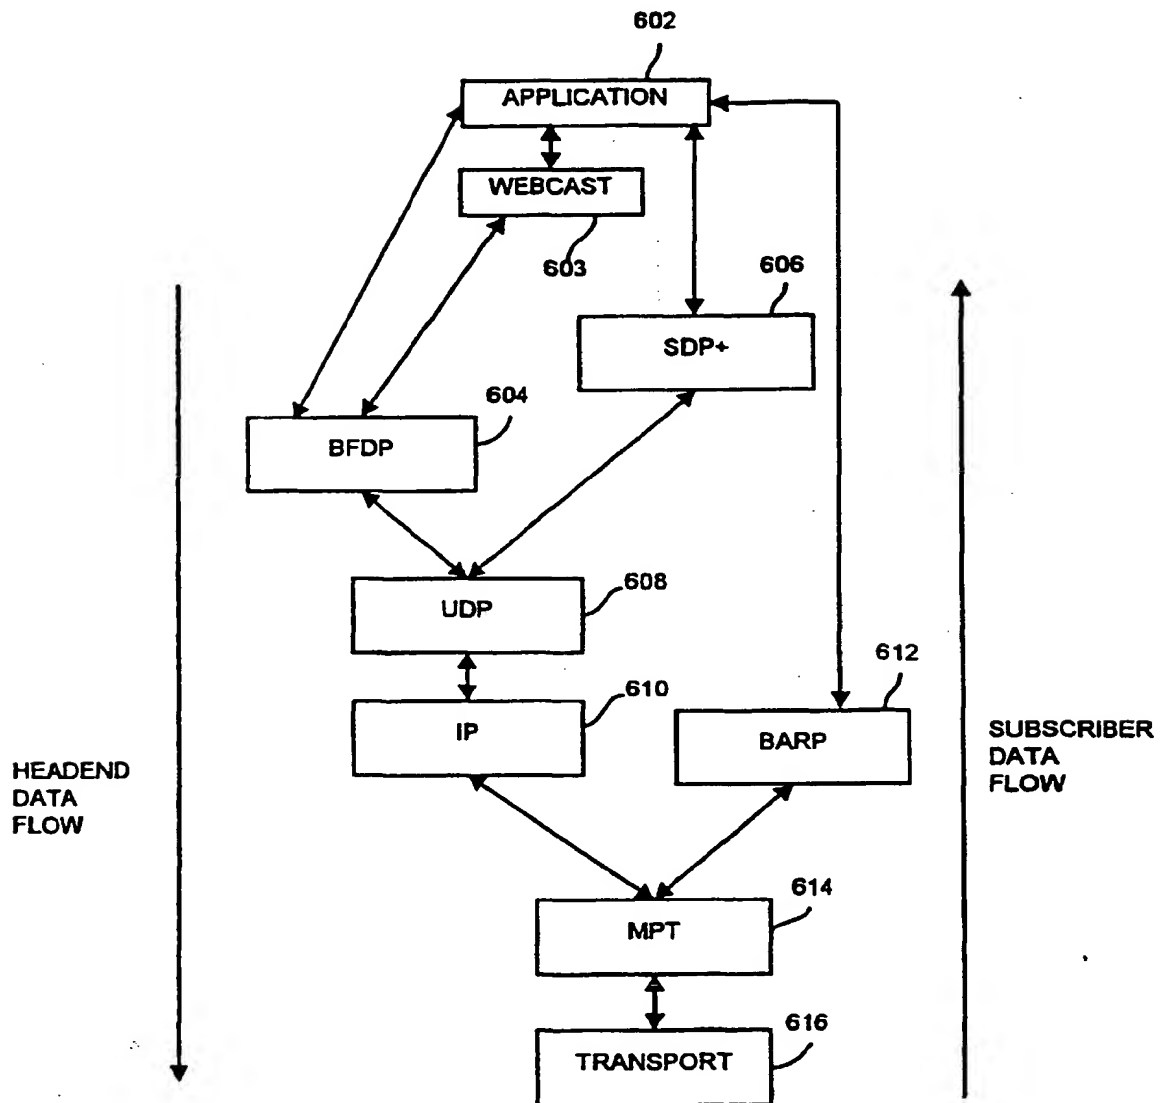 602
APPLICATION
WEBCAST
603
606
SDP+
604
BFDP
608
UDP
612
610
IP
BARP
HEADEND
DATA
FLOW
SUBSCRIBER
DATA
FLOW
614
MPT
616
TRANSPORT